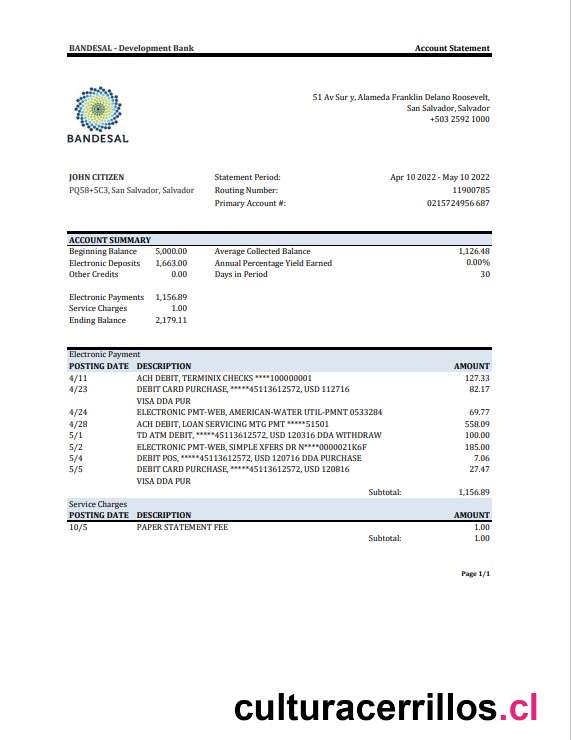 BANDESAL - Development Bank Account Statement
51 Av Sur y, Alameda Franklin Delano Roosevelt,
San Salvador, Salvador
+503 2592 1000
BANDESAL
JOHN CITIZEN Statement Period: Apr 10 2022 - May 10 2022
PQ58+5C3, San Salvador, Salvador Routing Number: 11900785
Primary Account #: 0215724956 687
ACCOUNT SUMMARY
Beginning Balance 5,000.00 Average Collected Balance 1,126.48
Electronic Deposits 1,663.00 Annual Percentage Yield Earned 0.00%
Other Credits 0.00 Days in Period 30
Electronic Payments 1,156.89
Service Charges 1.00
Ending Balance 2,179.11
Electronic Payment
POSTING DATE DESCRIPTION AMOUNT
4/11 ACH DEBIT, TERMINIX CHECKS ****100000001 127.33
4/23 DEBIT CARD PURCHASE, *****45113612572, USD 112716 82.17
VISA DDA PUR
4/24 ELECTRONIC PMT-WEB, AMERICAN-WATER UTIL-PMNT 0533284 69.77
4/28 ACH DEBIT, LOAN SERVICING MTG PMT *****51501 558.09
5/1 TD ATM DEBIT, *****45113612572, USD 120316 DDA WITHDRAW 100.00
5/2 ELECTRONIC PMT-WEB, SIMPLE XFERS DR N****0000021K6F 185.00
5/4 DEBIT POS, *****45113612572, USD 120716 DDA PURCHASE 7.06
5/5 DEBIT CARD PURCHASE, *****45113612572, USD 120816 27.47
VISA DDA PUR
Subtotal: 1,156.89
Service Charges
POSTING DATE DESCRIPTION AMOUNT
10/5 PAPER STATEMENT FEE 1.00
Subtotal: 1.00
Page 1/1
culturacerrillos.cl